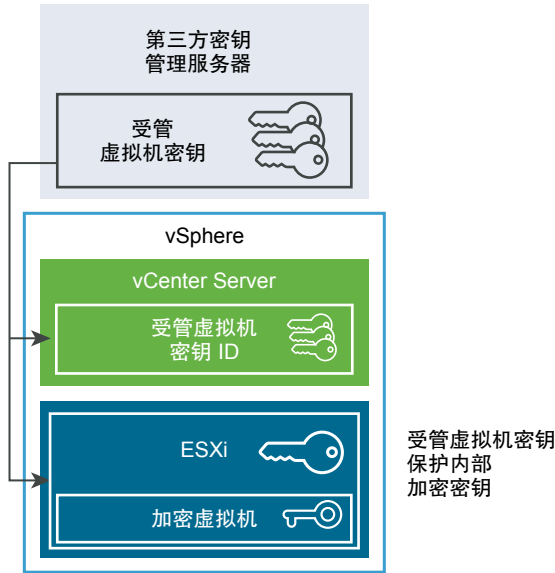 第三方密钥
管理服务器
受管
虚拟机密钥
vSphere
vCenter Server
受管虚拟机
密钥 ID
ESXi
加密虚拟机
受管虚拟机密钥
保护内部
加密密钥